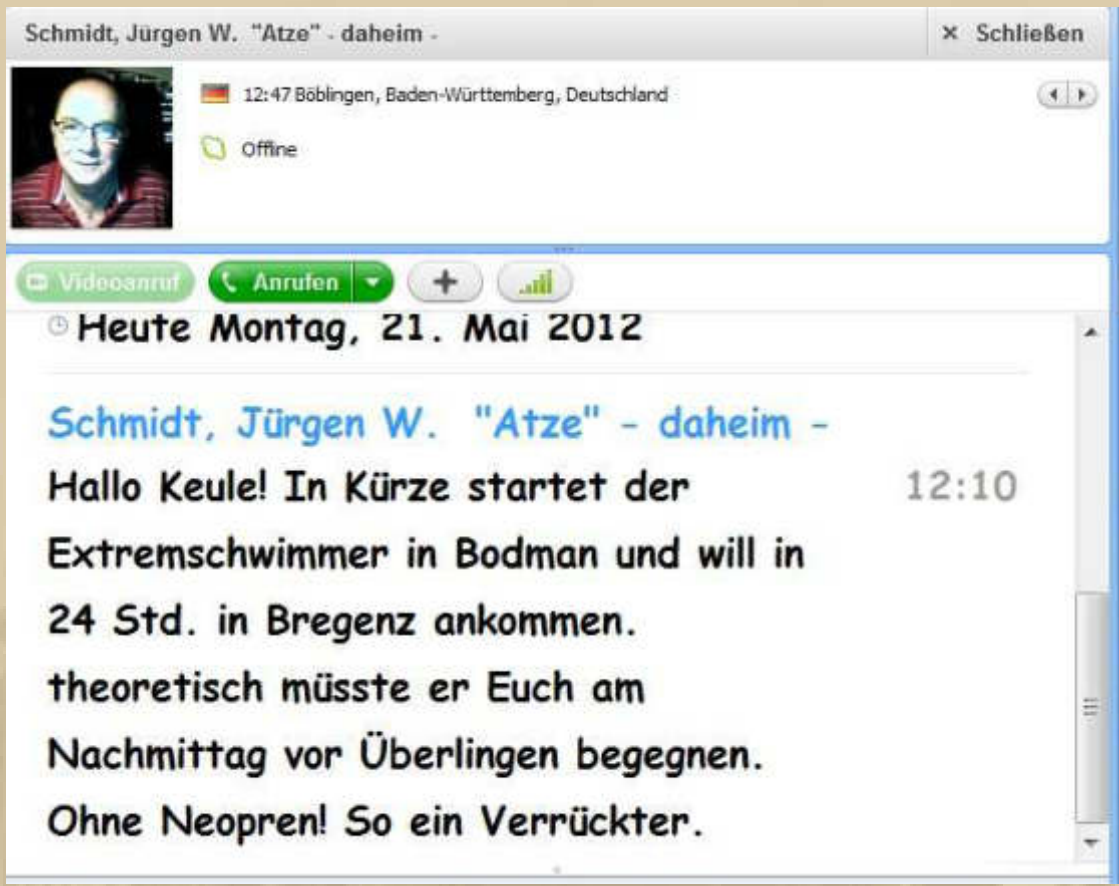 Schmidt, Jürgen W. "Atze" - daheim -
× Schließen
12:47 Böblingen, Baden-Württemberg, Deutschland
Offline
Videoanruf
Anrufen
Heute Montag, 21. Mai 2012
Schmidt, Jürgen W. "Atze" - daheim -
Hallo Keule! In Kürze startet der 12:10
Extremschwimmer in Bodman und will in
24 Std. in Bregenz ankommen.
theoretisch müsste er Euch am
Nachmittag vor Überlingen begegnen.
Ohne Neopren! So ein Verrückter.